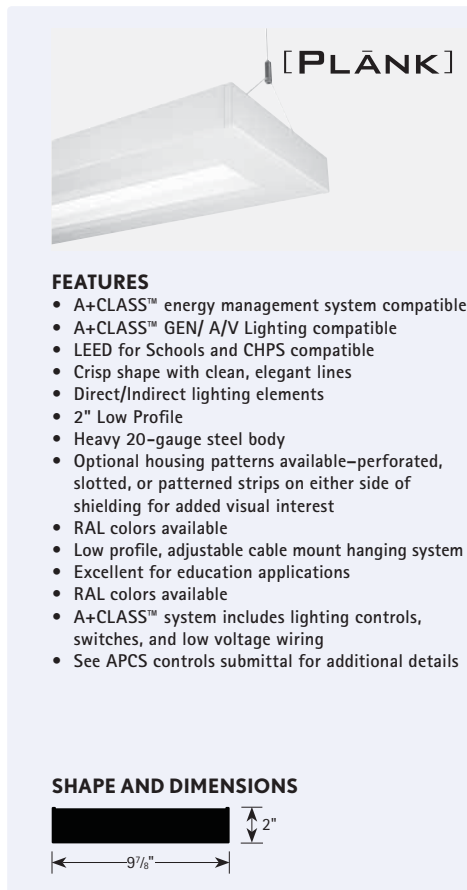 [PLĀNK]
FEATURES
• A+CLASS™ energy management system compatible
• A+CLASS™ GEN/ A/V Lighting compatible
• LEED for Schools and CHPS compatible
• Crisp shape with clean, elegant lines
• Direct/Indirect lighting elements
• 2" Low Profile
• Heavy 20-gauge steel body
• Optional housing patterns available–perforated,
slotted, or patterned strips on either side of
shielding for added visual interest
• RAL colors available
• Low profile, adjustable cable mount hanging system
• Excellent for education applications
• RAL colors available
• A+CLASS™ system includes lighting controls,
switches, and low voltage wiring
• See APCS controls submittal for additional details
SHAPE AND DIMENSIONS
2"
9⅞"